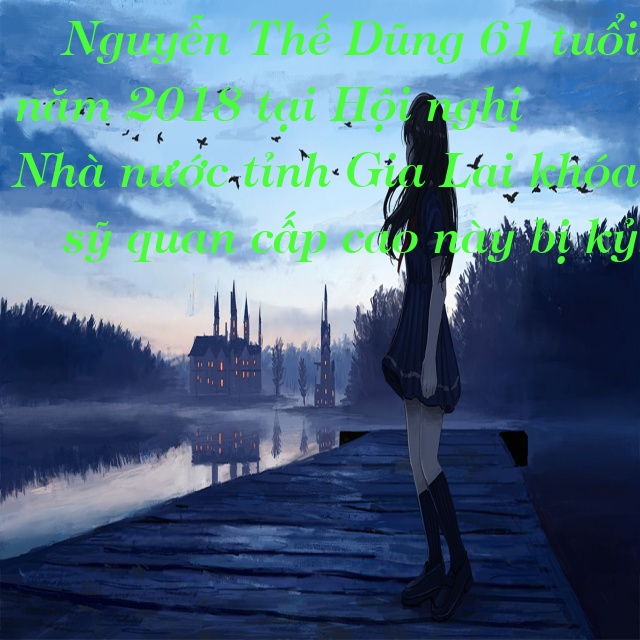 Nguyễn Thế Dũng 61 tuổi
năm 2018 tại Hội nghị
Nhà nước tỉnh Gia Lai khóa
sỹ quan cấp cao này bị kỷ